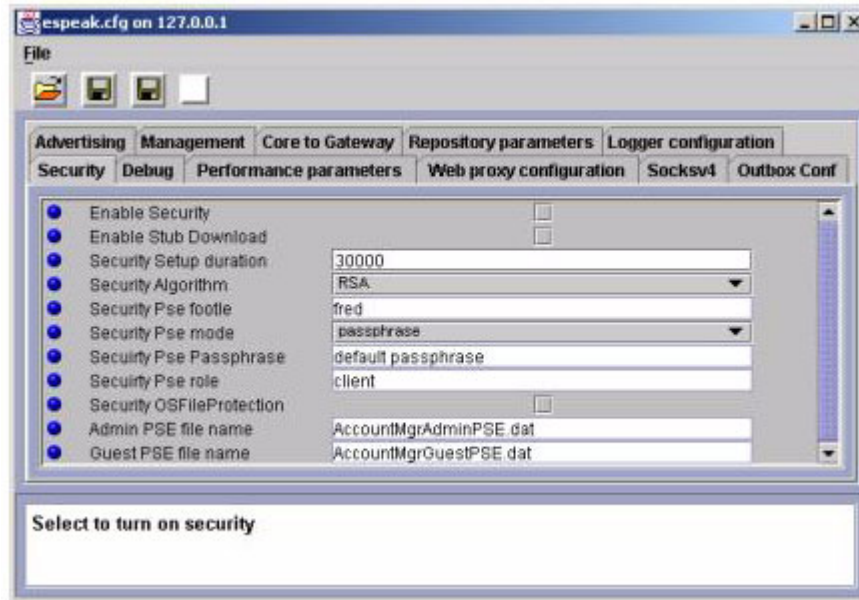 espeak.cfg on 127.0.0.1
File
Advertising Management Core to Gateway Repository parameters Logger configuration
Security Debug Performance parameters Web proxy configuration Socksv4 Outbox Conf
Enable Security
Enable Stub Download
Security Setup duration 30000
Security Algorithm RSA
Security Pse footle fred
Security Pse mode passphrase
Secuirty Pse Passphrase default passphrase
Secuirty Pse role client
Security OSFileProtection
Admin PSE file name AccountMgrAdminPSE.dat
Guest PSE file name AccountMgrGuestPSE.dat
Select to turn on security